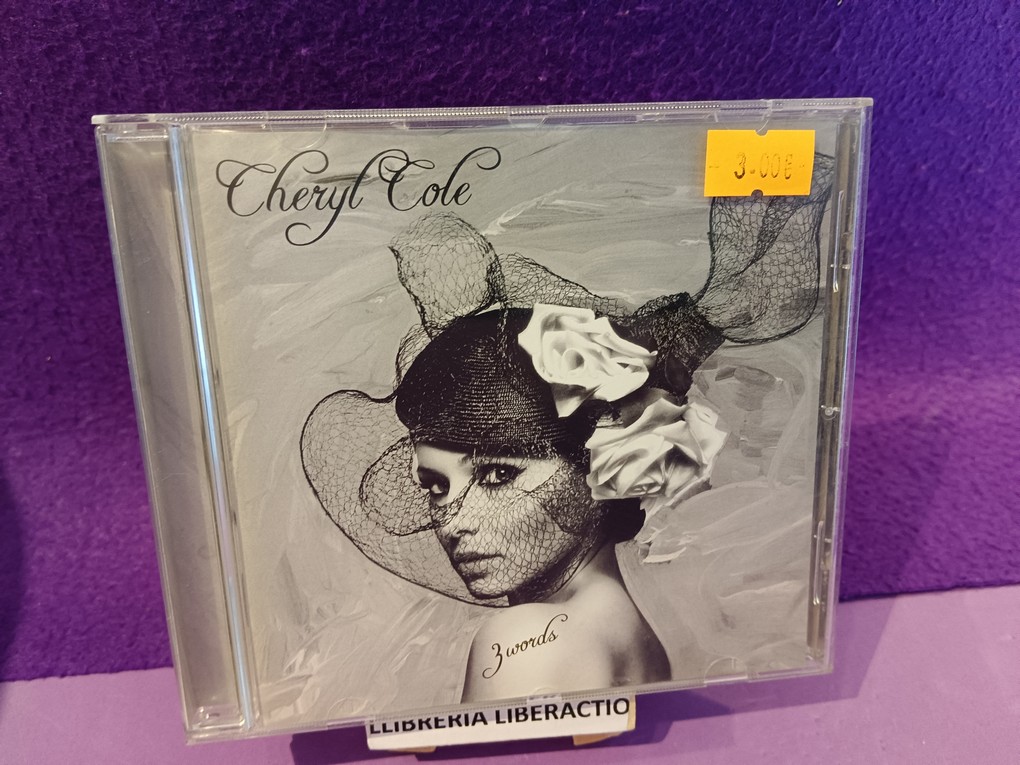 Cheryl Cole
3.00€
3 words
LLIBRERIA LIBERACTIO